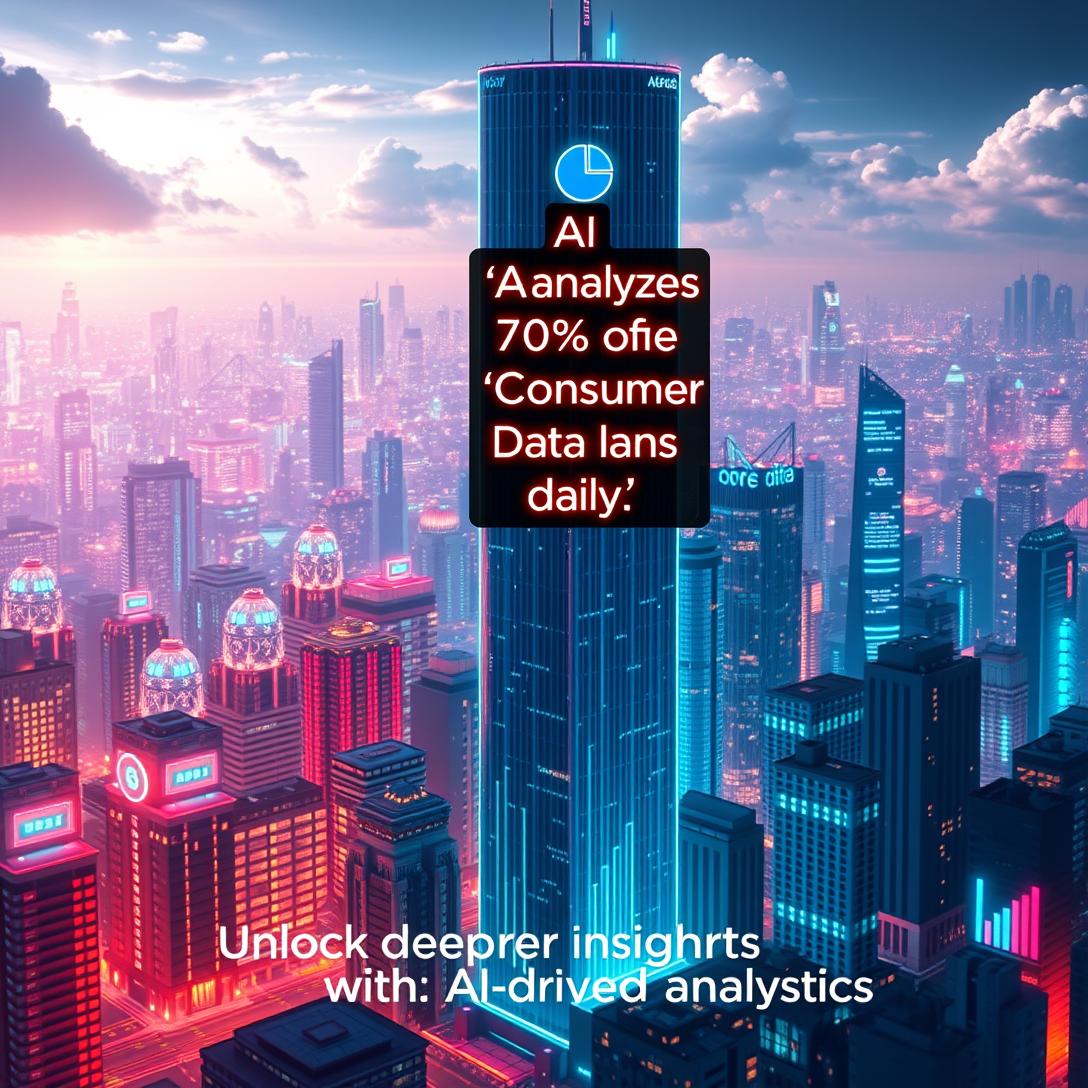 AI
‘Aanalyzes
70% ofie
‘Consumer
Data lans
daily.’
Unlock deeprer insighrts
with: AI-drived analystics